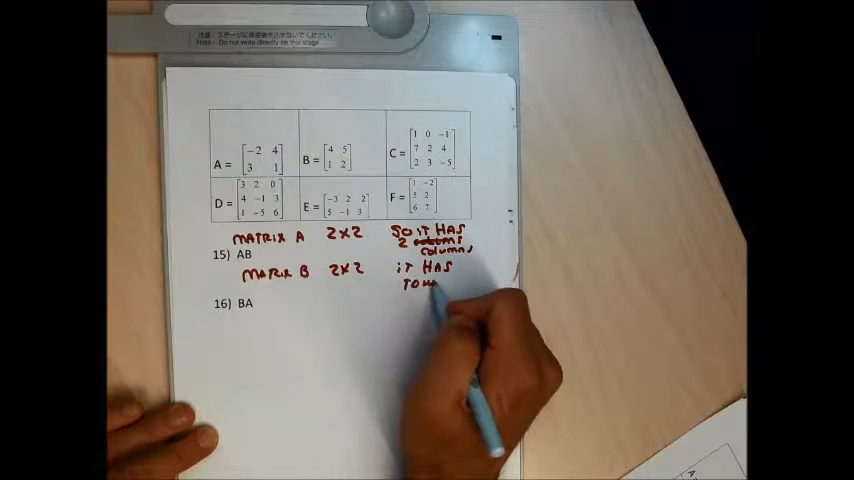 注意：ステージに直接書き込まないでください。
Note : Do not write directly on this stage.
A = [-2 4
3 1]
B = [4 5
1 2]
C = [1 0 -1
7 2 4
2 3 -5]
D = [3 2 0
4 -1 3
1 -5 6]
E = [-3 2 2
5 -1 3]
F = [1 -2
5 2
6 7]
MATRIX A 2×2 SO IT HAS
2
columns
15) AB
MATRIX B 2×2 iT HAS
16) BA